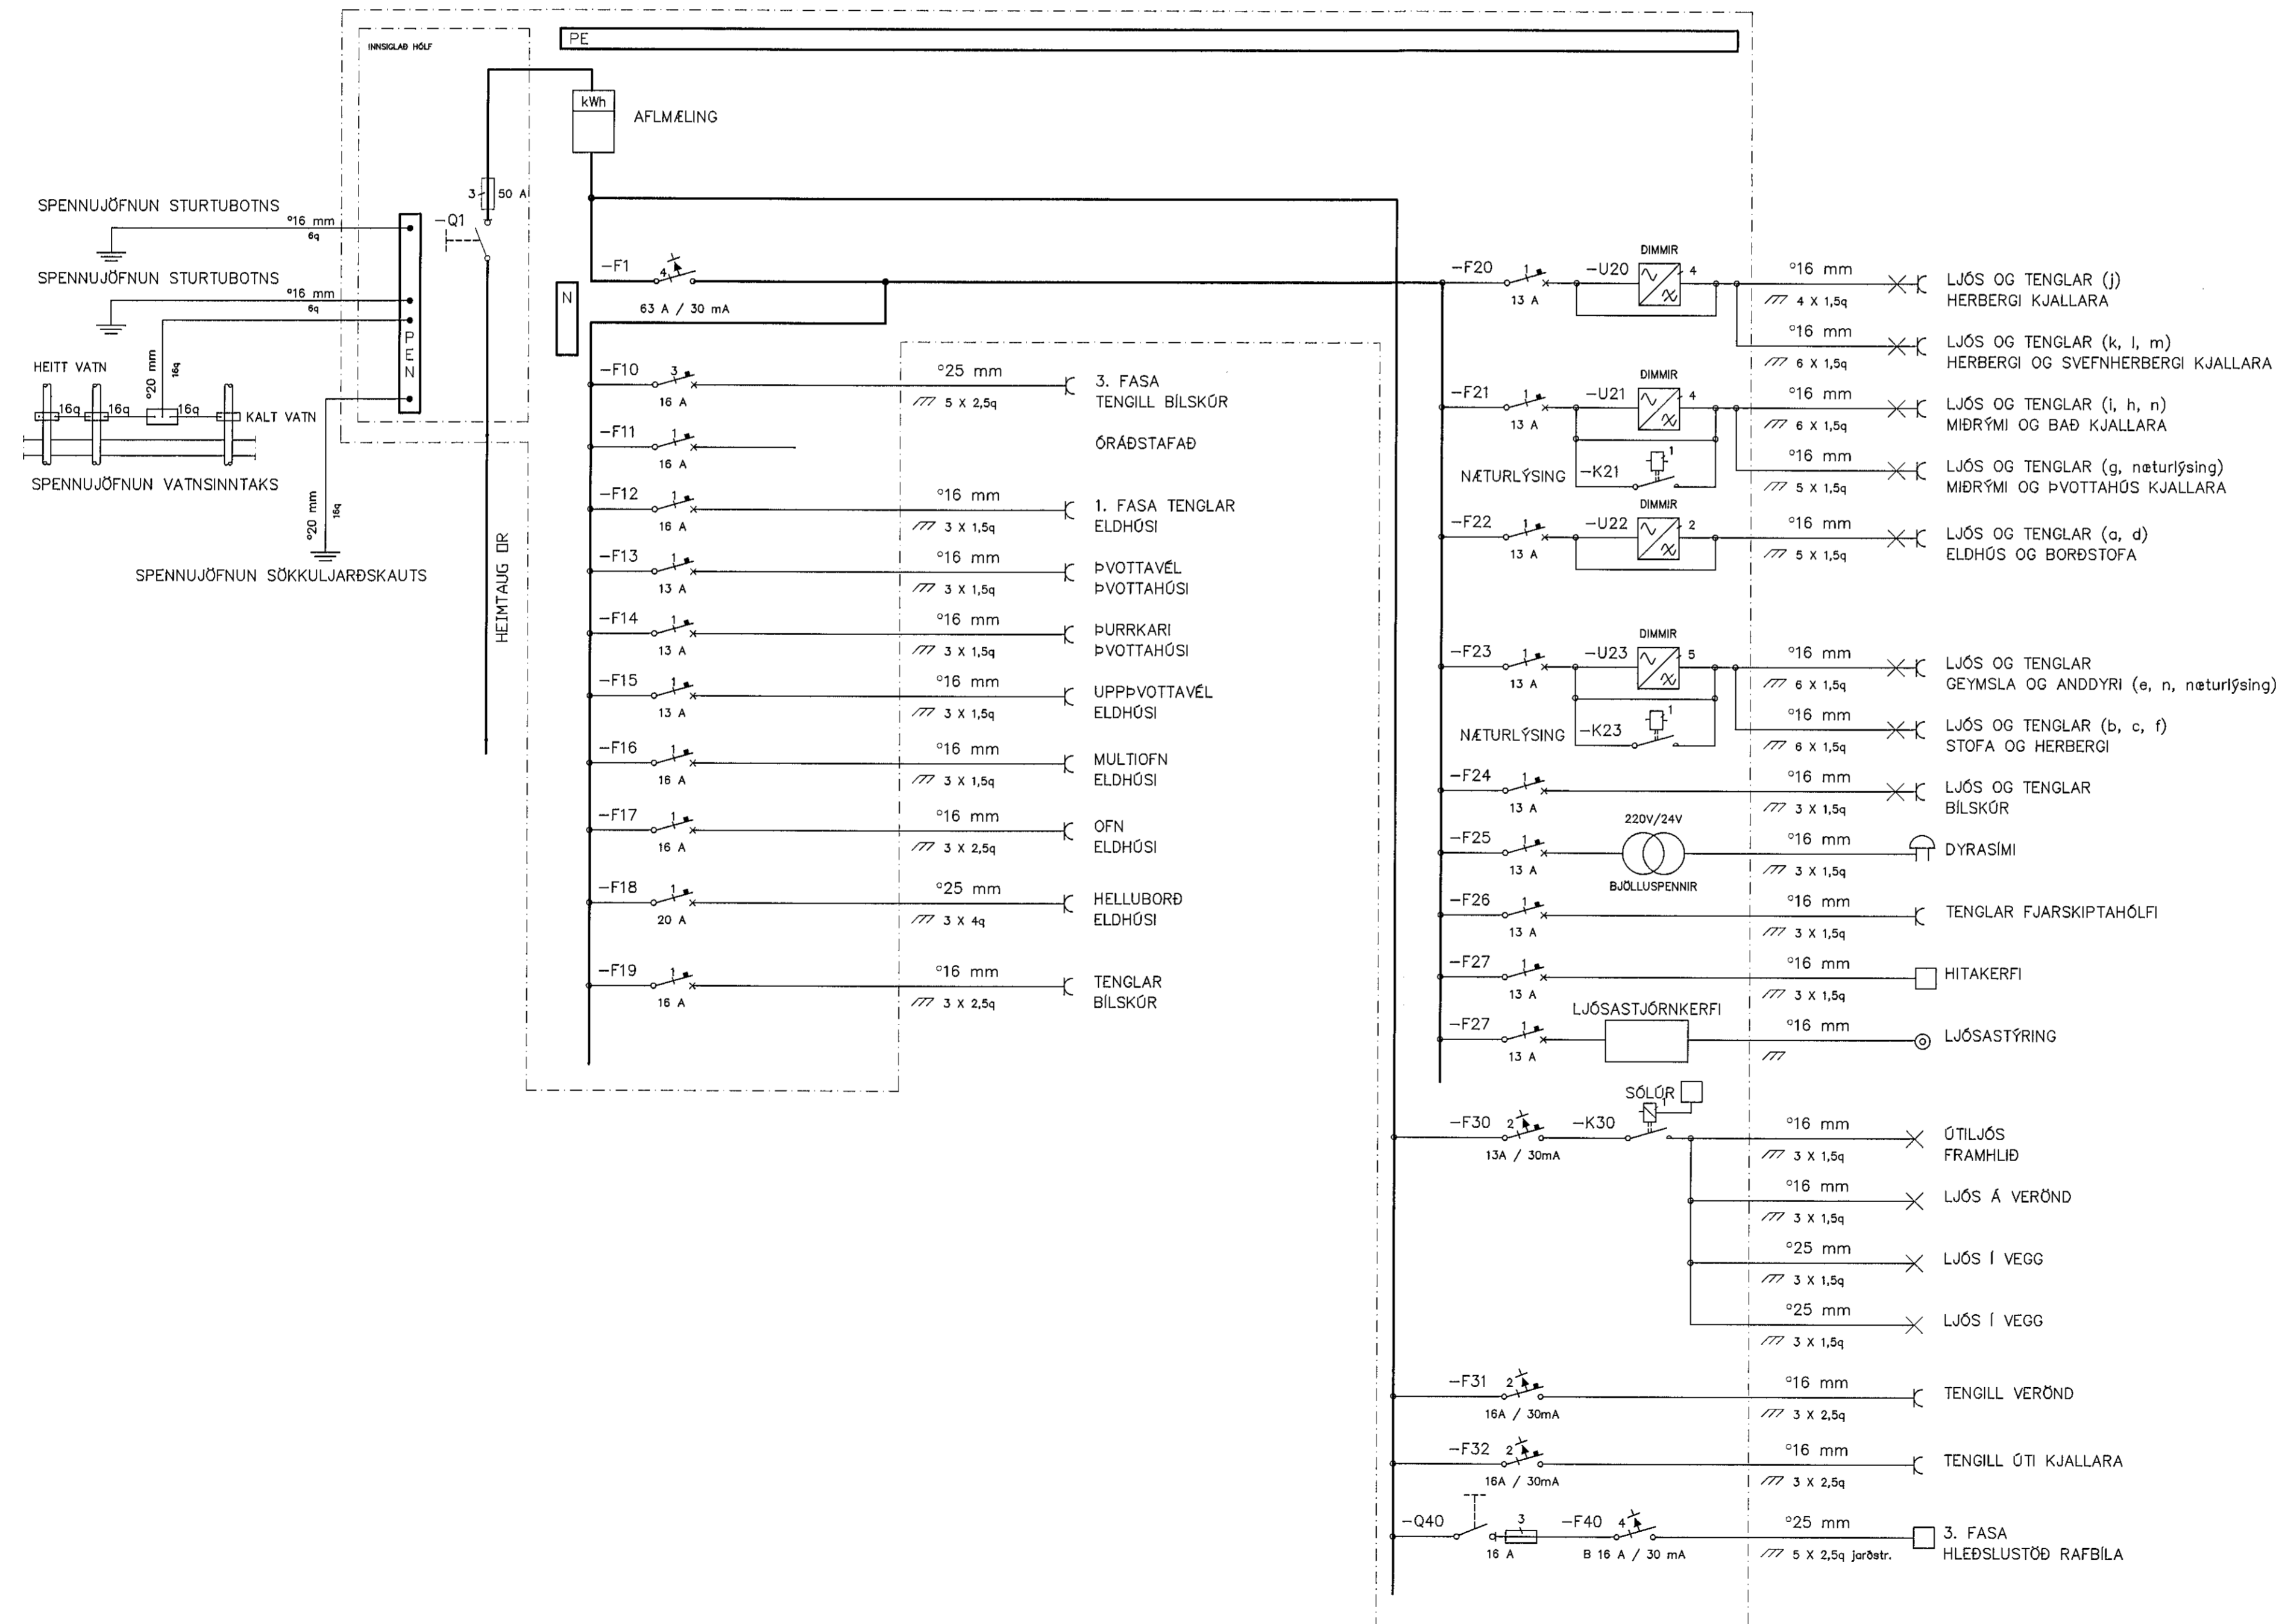 INNSIGLAÐ HÓLF
PE
kWh
AFLMÆLING
3
50 A
-Q1
SPENNUJÖFNUN STURTUBOTNS
°16 mm
6q
SPENNUJÖFNUN STURTUBOTNS
°16 mm
6q
PEN
HEITT VATN
°20 mm
16q
16q
16q
16q
KALT VATN
SPENNUJÖFNUN VATNSINNTAKS
°20 mm
16q
SPENNUJÖFNUN SÖKKULJARÐSKAUTS
HEIMTAUG OR
N
-F1
4
63 A / 30 mA
-F10
3
16 A
°25 mm
5 X 2,5q
3. FASA
TENGILL BÍLSKÚR
-F11
1
16 A
ÓRÁÐSTAFAÐ
-F12
1
16 A
°16 mm
3 X 1,5q
1. FASA TENGLAR
ELDHÚSI
-F13
1
13 A
°16 mm
3 X 1,5q
ÞVOTTAVÉL
ÞVOTTAHÚSI
-F14
1
13 A
°16 mm
3 X 1,5q
ÞURRKARI
ÞVOTTAHÚSI
-F15
1
13 A
°16 mm
3 X 1,5q
UPPÞVOTTAVÉL
ELDHÚSI
-F16
1
16 A
°16 mm
3 X 1,5q
MULTIOFN
ELDHÚSI
-F17
1
16 A
°16 mm
3 X 2,5q
OFN
ELDHÚSI
-F18
1
20 A
°25 mm
3 X 4q
HELLUBORÐ
ELDHÚSI
-F19
1
16 A
°16 mm
3 X 2,5q
TENGLAR
BÍLSKÚR
-F20
1
13 A
DIMMIR
-U20
4
°16 mm
4 X 1,5q
LJÓS OG TENGLAR (j)
HERBERGI KJALLARA
°16 mm
6 X 1,5q
LJÓS OG TENGLAR (k, l, m)
HERBERGI OG SVEFNHERBERGI KJALLARA
-F21
1
13 A
DIMMIR
-U21
4
°16 mm
6 X 1,5q
LJÓS OG TENGLAR (i, h, n)
MIÐRÝMI OG BAÐ KJALLARA
NÆTURLÝSING
-K21
1
°16 mm
5 X 1,5q
LJÓS OG TENGLAR (g, næturlýsing)
MIÐRÝMI OG ÞVOTTAHÚS KJALLARA
-F22
1
13 A
DIMMIR
-U22
2
°16 mm
5 X 1,5q
LJÓS OG TENGLAR (a, d)
ELDHÚS OG BORÐSTOFA
-F23
1
13 A
DIMMIR
-U23
5
°16 mm
6 X 1,5q
LJÓS OG TENGLAR
GEYMSLA OG ANDDYRI (e, n, næturlýsing)
NÆTURLÝSING
-K23
1
°16 mm
6 X 1,5q
LJÓS OG TENGLAR (b, c, f)
STOFA OG HERBERGI
-F24
1
13 A
°16 mm
3 X 1,5q
LJÓS OG TENGLAR
BÍLSKÚR
-F25
1
13 A
220V/24V
BJÖLLUSPENNIR
°16 mm
3 X 1,5q
DYRASÍMI
-F26
1
13 A
°16 mm
3 X 1,5q
TENGLAR FJARSKIPTAHÓLFI
-F27
1
13 A
°16 mm
3 X 1,5q
HITAKERFI
-F27
1
13 A
LJÓSASTJÓRNKERFI
°16 mm
LJÓSASTÝRING
-F30
2
13A / 30mA
-K30
SÓLÚR
1
°16 mm
3 X 1,5q
ÚTILJÓS
FRAMHLIÐ
°16 mm
3 X 1,5q
LJÓS Á VERÖND
°25 mm
3 X 1,5q
LJÓS Í VEGG
°25 mm
3 X 1,5q
LJÓS Í VEGG
-F31
2
16A / 30mA
°16 mm
3 X 2,5q
TENGILL VERÖND
-F32
2
16A / 30mA
°16 mm
3 X 2,5q
TENGILL ÚTI KJALLARA
-Q40
3
16 A
-F40
4
B 16 A / 30 mA
°25 mm
5 X 2,5q jarðstr.
3. FASA
HLEÐSLUSTÖÐ RAFBÍLA